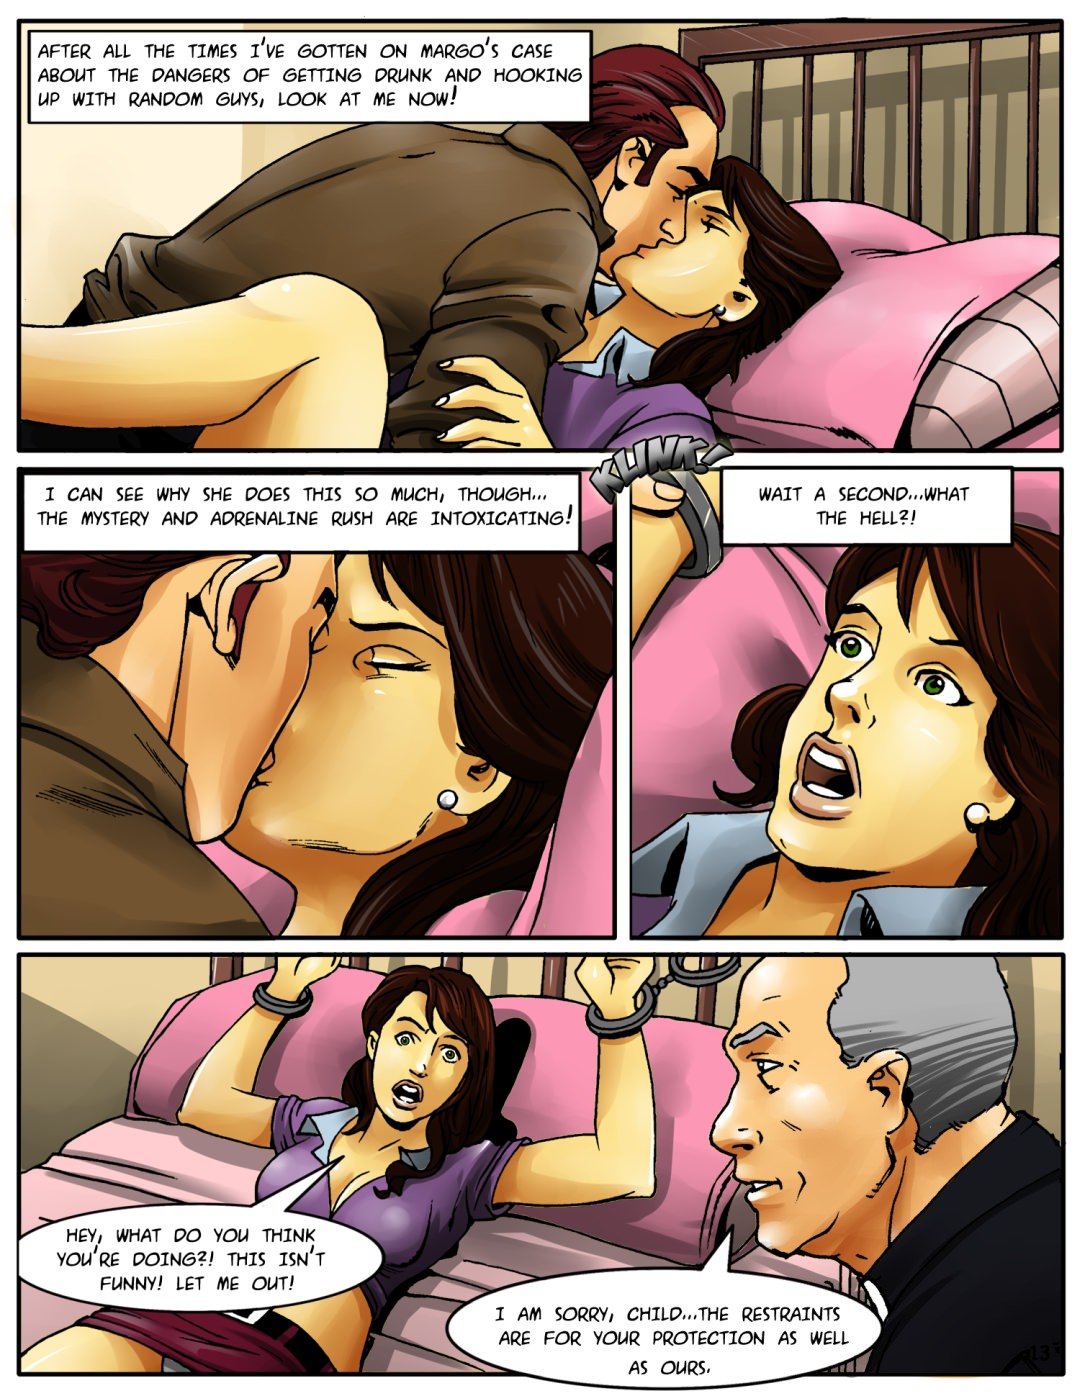 AFTER ALL THE TIMES I'VE GOTTEN ON MARGO'S CASE
ABOUT THE DANGERS OF GETTING DRUNK AND HOOKING
UP WITH RANDOM GUYS, LOOK AT ME NOW!
I CAN SEE WHY SHE DOES THIS SO MUCH, THOUGH...
THE MYSTERY AND ADRENALINE RUSH ARE INTOXICATING!
KLINK!
WAIT A SECOND...WHAT
THE HELL?!
HEY, WHAT DO YOU THINK
YOU'RE DOING?! THIS ISN'T
FUNNY! LET ME OUT!
I AM SORRY, CHILD...THE RESTRAINTS
ARE FOR YOUR PROTECTION AS WELL
AS OURS.
13